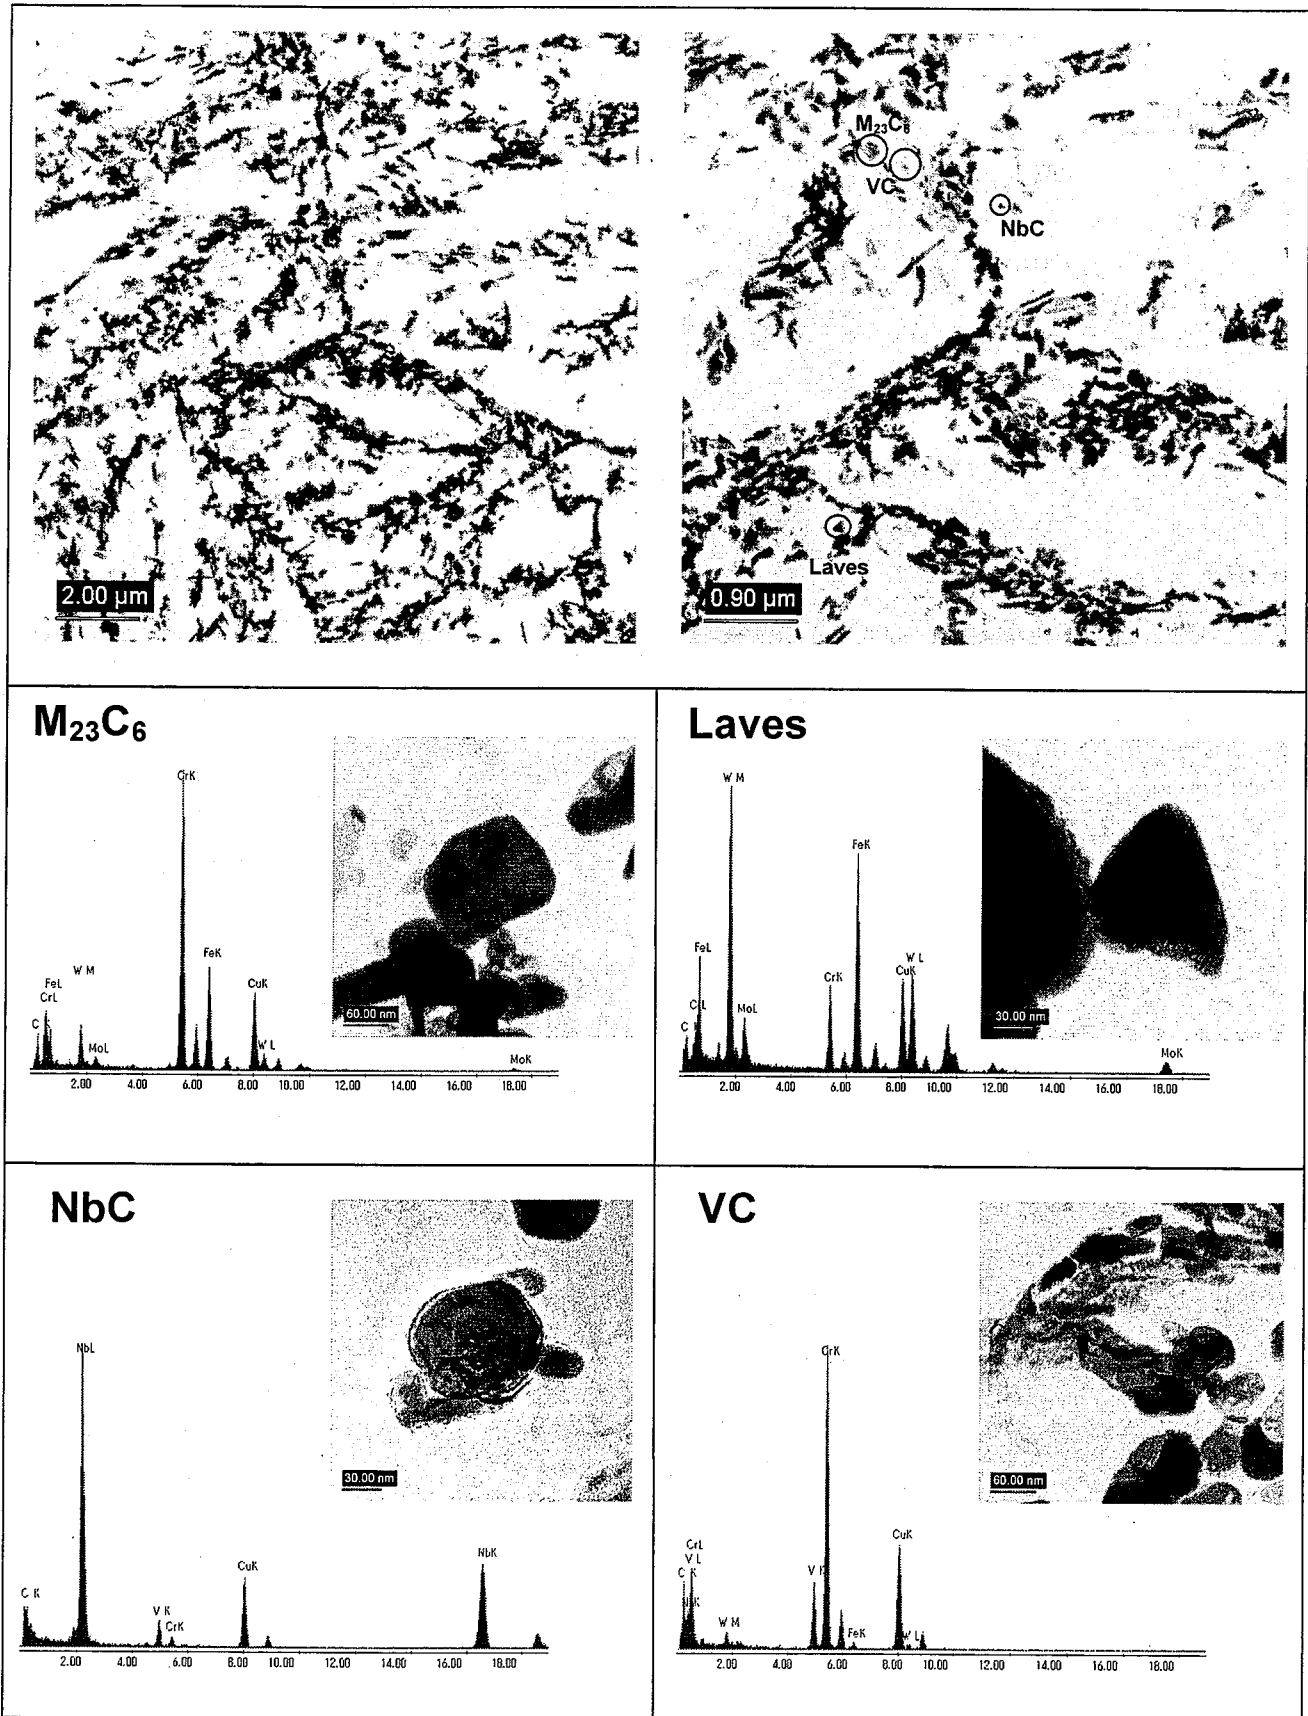 M₂₃C₆
VC
NbC
Laves
2.00 µm
0.90 µm
M₂₃C₆
CrK
FeK
W M
FeL
CrL
CuK
C
MoL
W L
MoK
60.00 nm
2.00 4.00 6.00 8.00 10.00 12.00 14.00 16.00 18.00
Laves
W M
FeK
FeL
CrK
CuK
W L
MoL
C
MoK
30.00 nm
2.00 4.00 6.00 8.00 10.00 12.00 14.00 16.00 18.00
NbC
NbL
CuK
NbK
C K
V K
CrK
30.00 nm
2.00 4.00 6.00 8.00 10.00 12.00 14.00 16.00 18.00
VC
CrK
CuK
CrL
V L
C K
W M
FeK
W L
60.00 nm
2.00 4.00 6.00 8.00 10.00 12.00 14.00 16.00 18.00